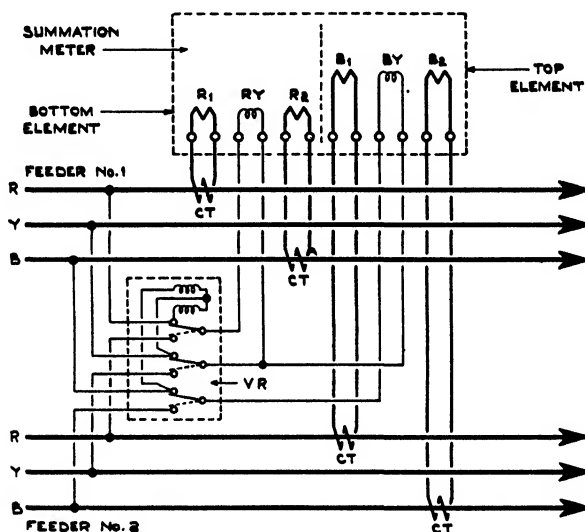 SUMMATION
METER
BOTTOM
ELEMENT
TOP
ELEMENT
R1 RY R2 B1 BY B2
R FEEDER No.1
CT
Y
B
CT
VR
R
CT
Y
B
FEEDER No.2
CT